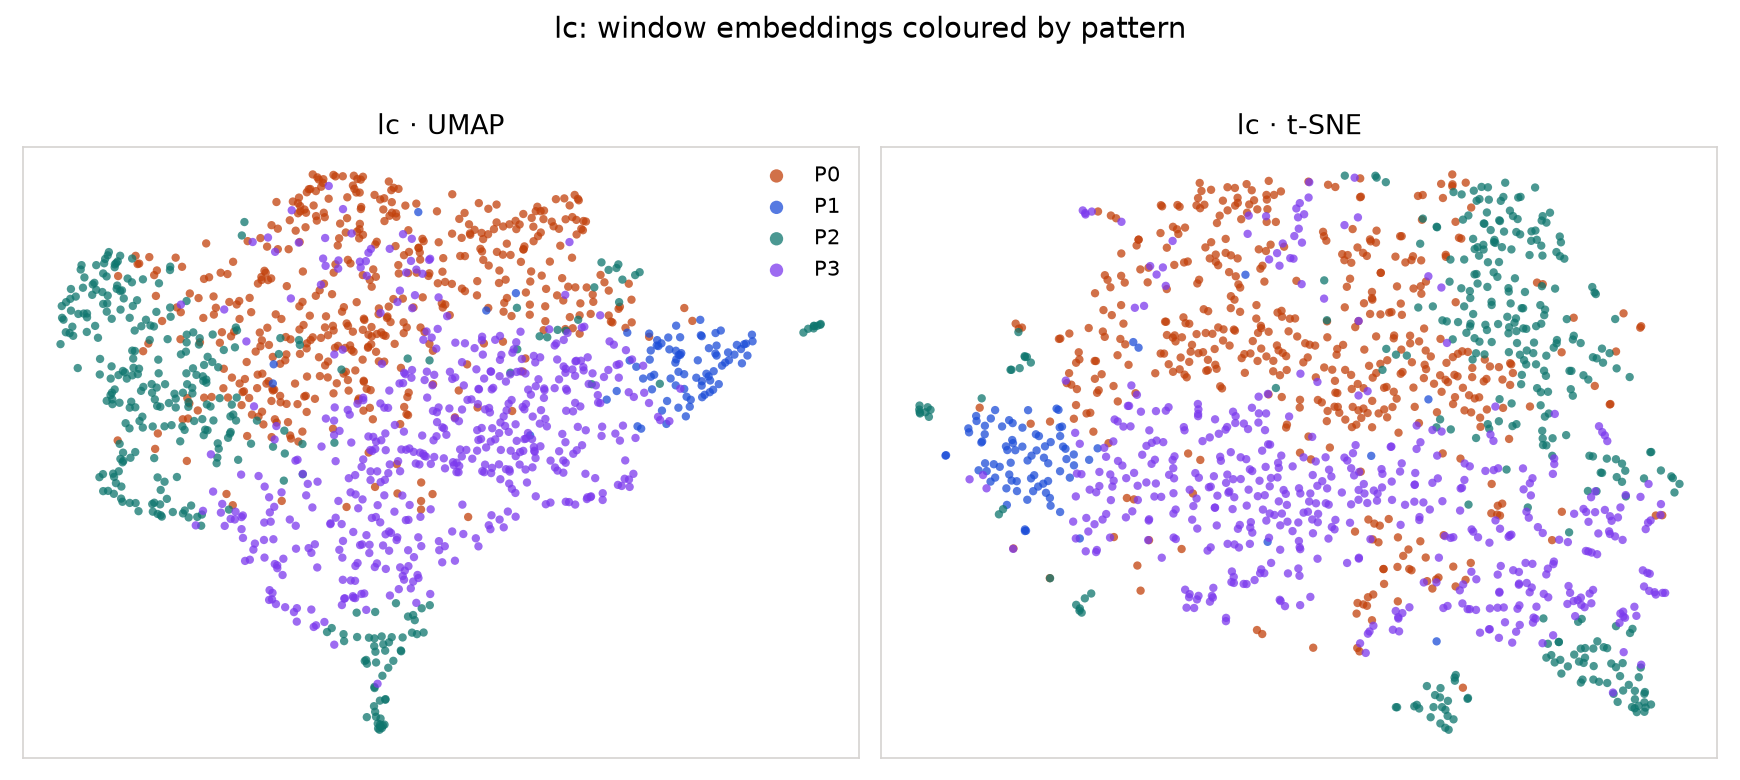 lc: window embeddings coloured by pattern
lc · UMAP
P0
P1
P2
P3
lc · t-SNE